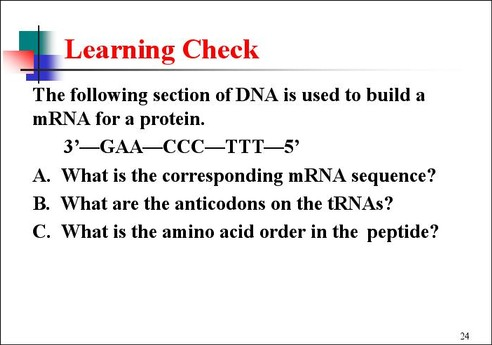 Learning Check
The following section of DNA is used to build a
mRNA for a protein.
3’—GAA—CCC—TTT—5’
A. What is the corresponding mRNA sequence?
B. What are the anticodons on the tRNAs?
C. What is the amino acid order in the peptide?
24